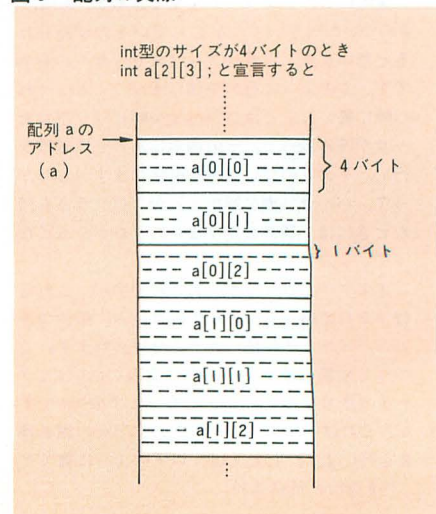 int型のサイズが4バイトのとき
int a[2][3];と宣言すると
配列 a の
アドレス
(a)
a[0][0]
4 バイト
a[0][1]
1 バイト
a[0][2]
a[1][0]
a[1][1]
a[1][2]